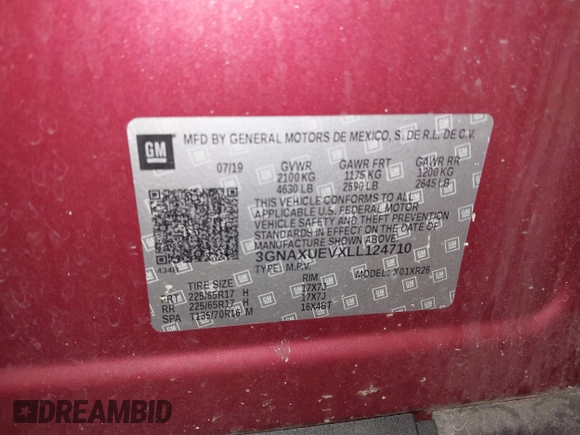 GM
MFD BY GENERAL MOTORS DE MEXICO, S. DE R.L. DE C.V.
07/19 GVWR GAWR FRT GAWR RR
2100 KG 1175 KG 1200 KG
4630 LB 2590 LB 2645 LB
THIS VEHICLE CONFORMS TO ALL
APPLICABLE U.S. FEDERAL MOTOR
VEHICLE SAFETY AND BUMPER
STANDARDS IN EFFECT ON THE DATE
OF MANUFACTURE SHOWN ABOVE.
3GNAXUEVXLL124710
TYPE: M.P.V. MODEL: X01XR26
TIRE SIZE RIM
FRT 225/65R17 H 17X7J
RR 225/65R17 H 17X7J
SPA T135/70R16 M 16X4BT
DREAMBID